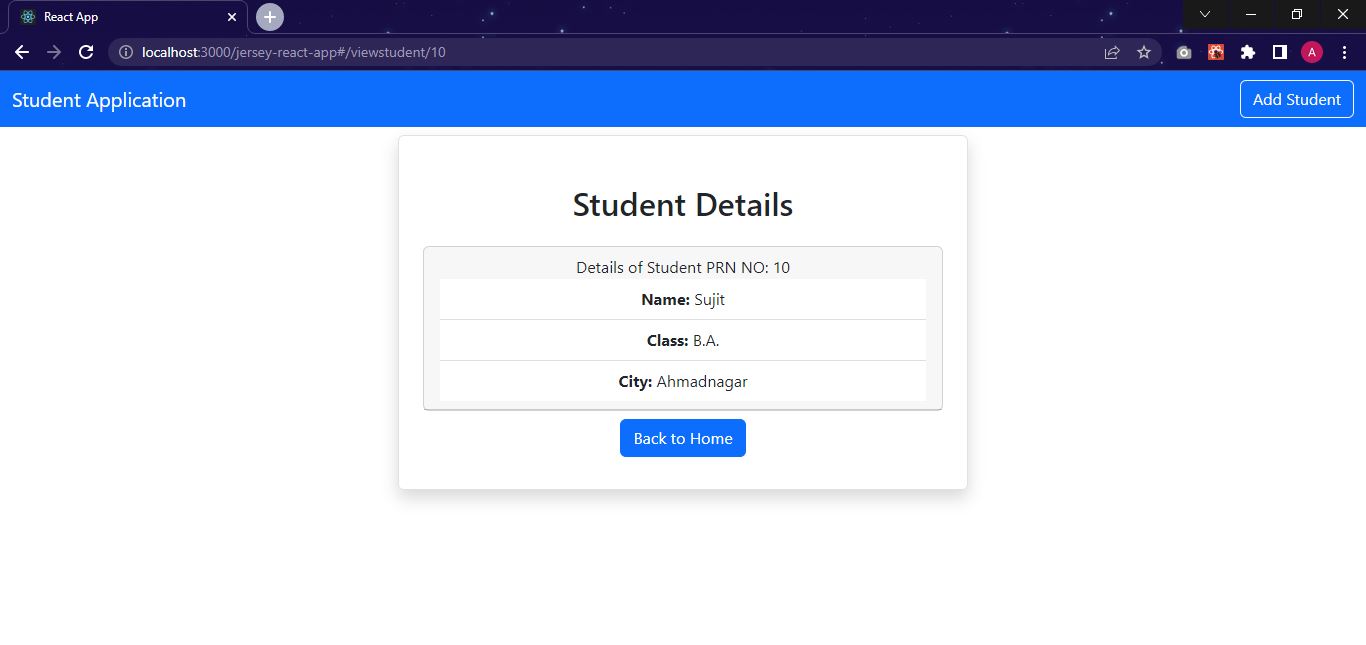 React App
localhost:3000/jersey-react-app#/viewstudent/10
A
Student Application
Add Student
Student Details
Details of Student PRN NO: 10
Name: Sujit
Class: B.A.
City: Ahmadnagar
Back to Home